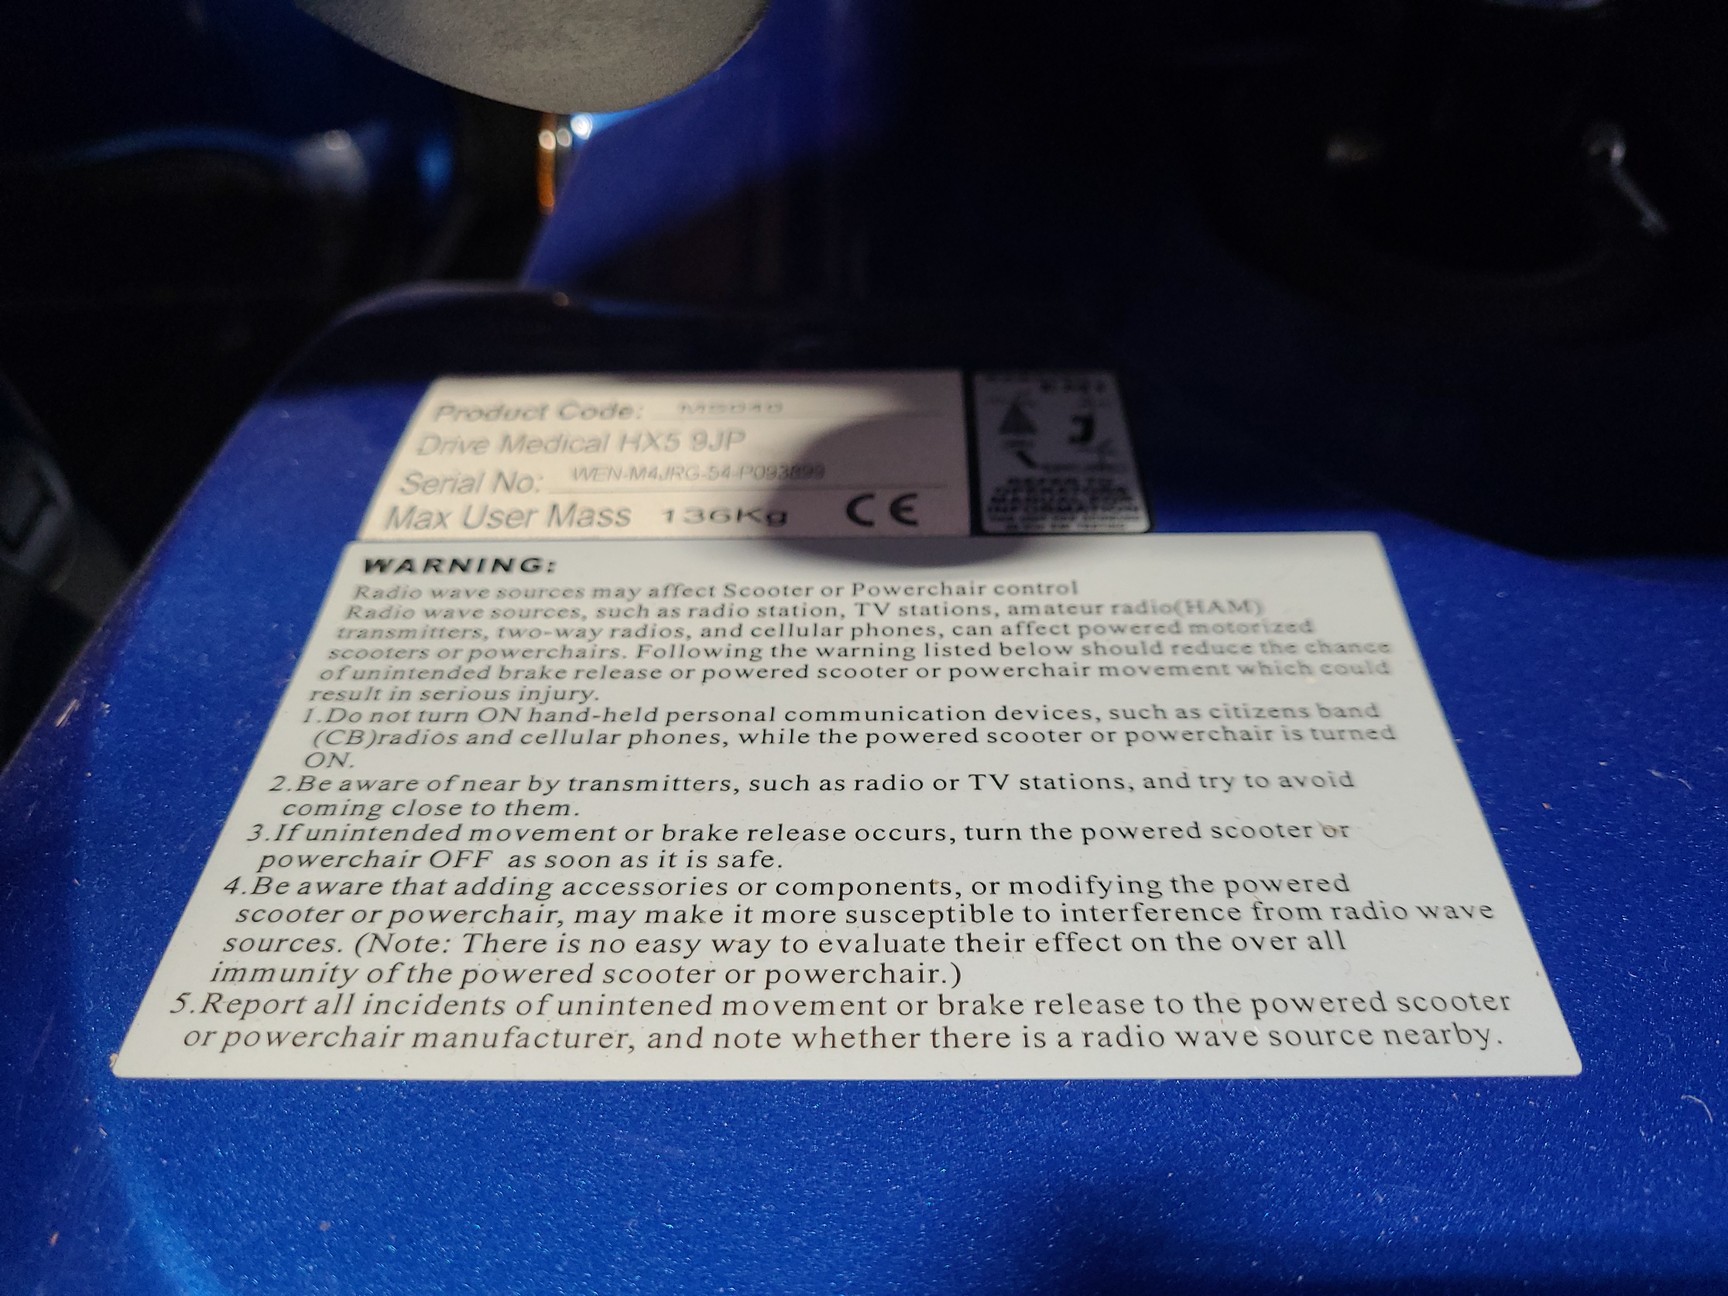 Product Code: MS048
Drive Medical HX5 9JP
Serial No: WEN-M4JRG-54-P093899
Max User Mass 136Kg CE
REFER TO
OPERATORS
MANUAL FOR
INFORMATION
WARNING:
Radio wave sources may affect Scooter or Powerchair control
Radio wave sources, such as radio station, TV stations, amateur radio(HAM)
transmitters, two-way radios, and cellular phones, can affect powered motorized
scooters or powerchairs. Following the warning listed below should reduce the chance
of unintended brake release or powered scooter or powerchair movement which could
result in serious injury.
1.Do not turn ON hand-held personal communication devices, such as citizens band
(CB)radios and cellular phones, while the powered scooter or powerchair is turned
ON.
2.Be aware of near by transmitters, such as radio or TV stations, and try to avoid
coming close to them.
3.If unintended movement or brake release occurs, turn the powered scooter or
powerchair OFF as soon as it is safe.
4.Be aware that adding accessories or components, or modifying the powered
scooter or powerchair, may make it more susceptible to interference from radio wave
sources. (Note: There is no easy way to evaluate their effect on the over all
immunity of the powered scooter or powerchair.)
5.Report all incidents of unintened movement or brake release to the powered scooter
or powerchair manufacturer, and note whether there is a radio wave source nearby.